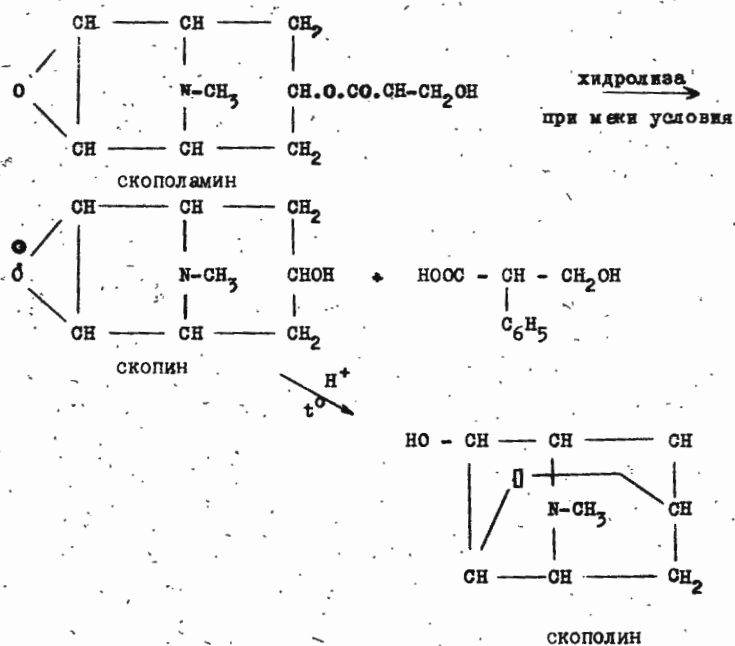 CH — CH — CH2
O N-CH3 CH.O.CO.CH-CH2OH хидролиза
при меки условия
CH — CH — CH2
скополамин
CH — CH — CH2
O N-CH3 CHOH + HOOC - CH - CH2OH
CH — CH — CH2 C6H5
скопин
H+
t°
HO - CH — CH — CH
N-CH3 CH
CH — CH — CH2
скополин